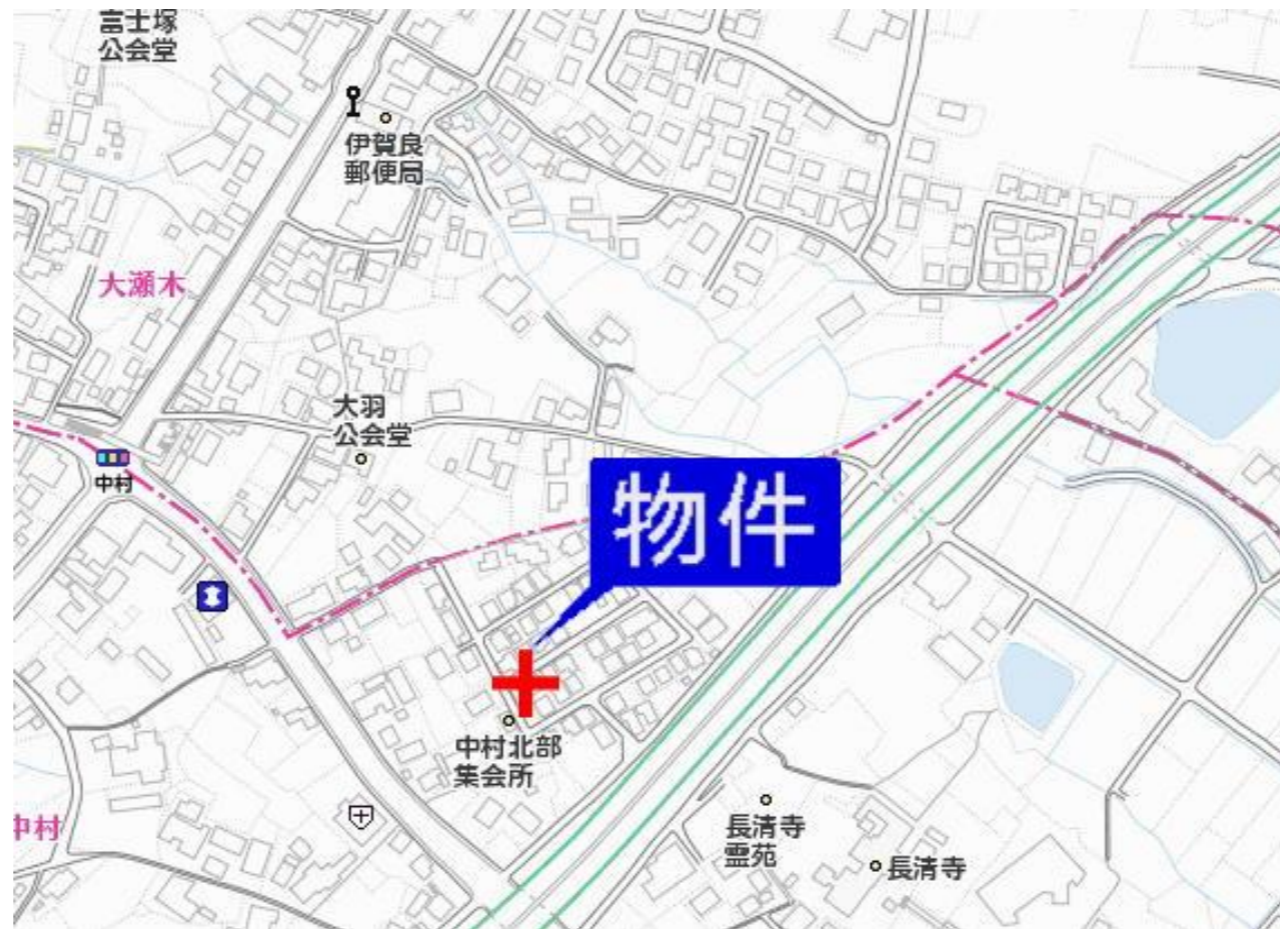 富士塚
公会堂
伊賀良
郵便局
大瀬木
大羽
公会堂
中村
物件
中村北部
集会所
中村
長清寺
霊苑
長清寺